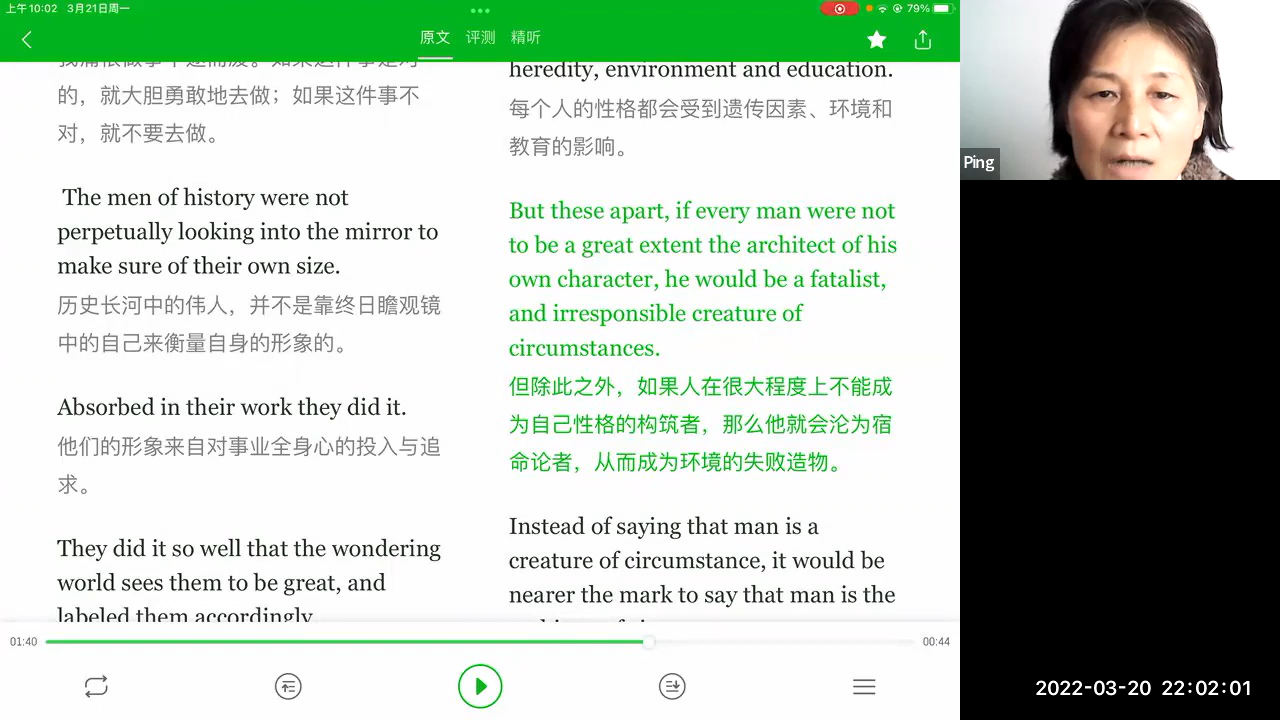 上午10:02 3月21日周一
79%
原文 评测 精听
的，就大胆勇敢地去做；如果这件事不
对，就不要去做。
The men of history were not
perpetually looking into the mirror to
make sure of their own size.
历史长河中的伟人，并不是靠终日瞻观镜
中的自己来衡量自身的形象的。
Absorbed in their work they did it.
他们的形象来自对事业全身心的投入与追
求。
They did it so well that the wondering
world sees them to be great, and
labeled them accordingly.
heredity, environment and education.
每个人的性格都会受到遗传因素、环境和
教育的影响。
But these apart, if every man were not
to be a great extent the architect of his
own character, he would be a fatalist,
and irresponsible creature of
circumstances.
但除此之外，如果人在很大程度上不能成
为自己性格的构筑者，那么他就会沦为宿
命论者，从而成为环境的失败造物。
Instead of saying that man is a
creature of circumstance, it would be
nearer the mark to say that man is the
01:40
00:44
Ping
2022-03-20 22:02:01